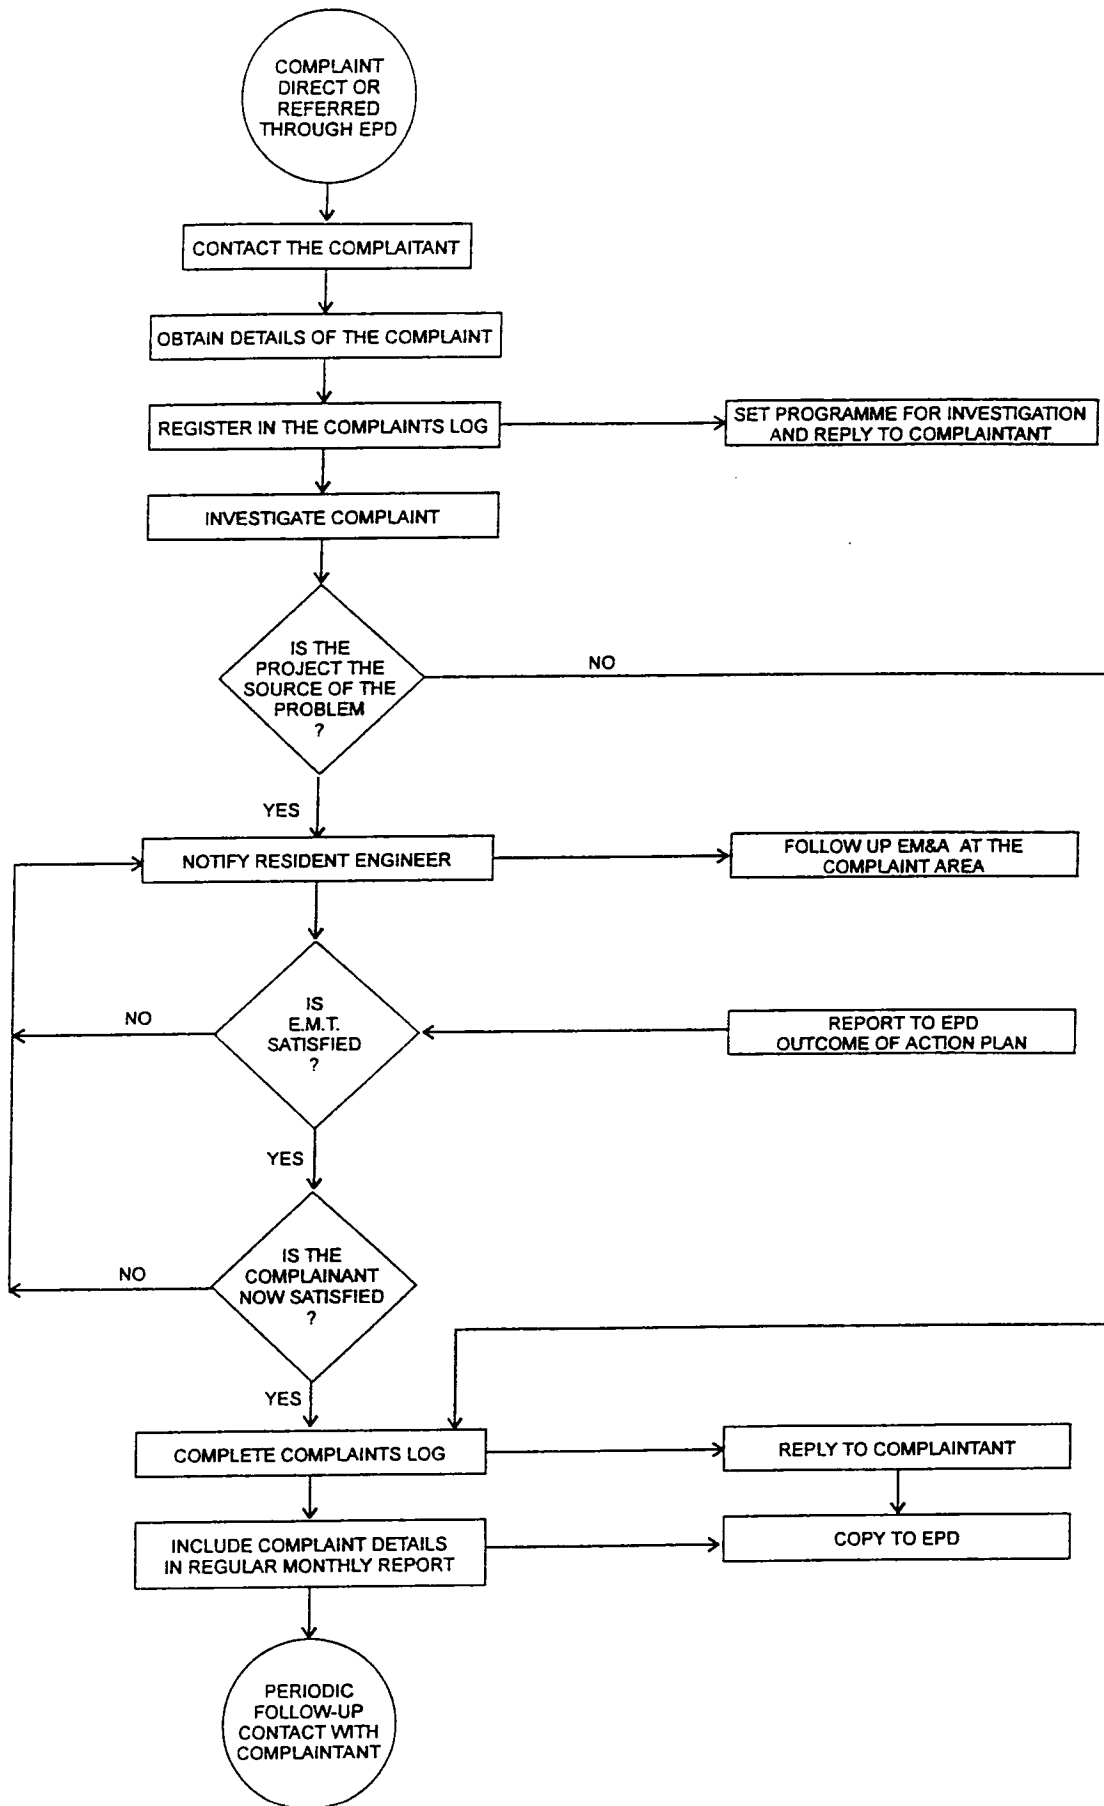 COMPLAINT
DIRECT OR
REFERRED
THROUGH EPD
CONTACT THE COMPLAITANT
OBTAIN DETAILS OF THE COMPLAINT
REGISTER IN THE COMPLAINTS LOG
SET PROGRAMME FOR INVESTIGATION
AND REPLY TO COMPLAINTANT
INVESTIGATE COMPLAINT
IS THE
PROJECT THE
SOURCE OF THE
PROBLEM
?
NO
YES
NOTIFY RESIDENT ENGINEER
FOLLOW UP EM&A AT THE
COMPLAINT AREA
IS
E.M.T.
SATISFIED
?
NO
REPORT TO EPD
OUTCOME OF ACTION PLAN
YES
IS THE
COMPLAINANT
NOW SATISFIED
?
NO
YES
COMPLETE COMPLAINTS LOG
REPLY TO COMPLAINTANT
INCLUDE COMPLAINT DETAILS
IN REGULAR MONTHLY REPORT
COPY TO EPD
PERIODIC
FOLLOW-UP
CONTACT WITH
COMPLAINTANT